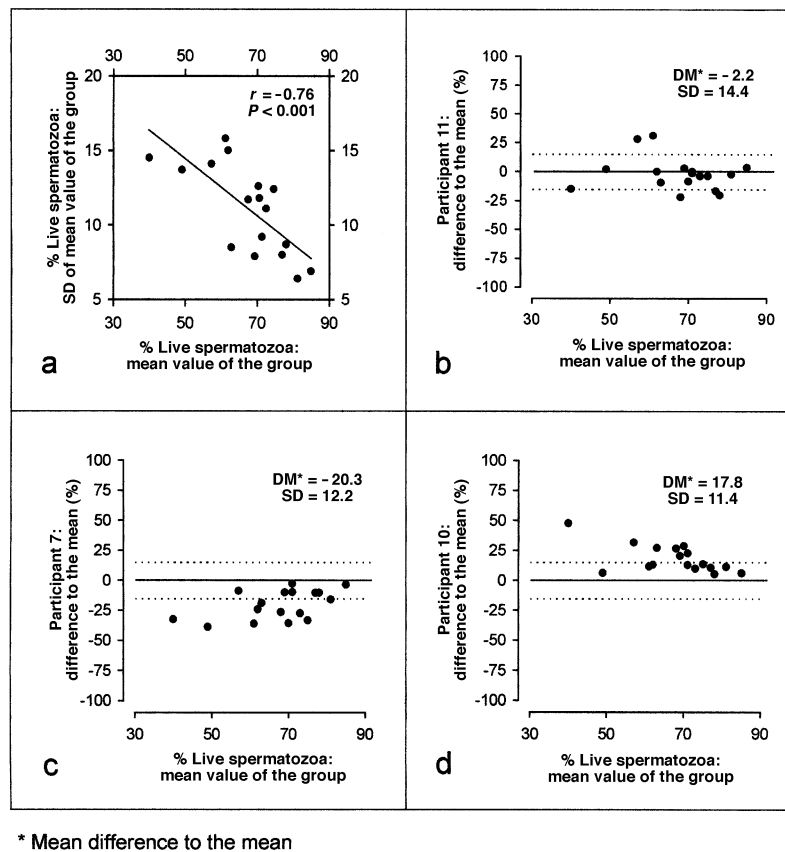 30 50 70 90
20 20
r = -0.76
P < 0.001
15 15
10 10
5 5
30 50 70 90
% Live spermatozoa:
SD of mean value of the group
% Live spermatozoa:
mean value of the group
a
100
75
50
25
0
-25
-50
-75
-100
DM* = - 2.2
SD = 14.4
Participant 11:
difference to the mean (%)
30 50 70 90
% Live spermatozoa:
mean value of the group
b
100
75
50
25
0
-25
-50
-75
-100
DM* = - 20.3
SD = 12.2
Participant 7:
difference to the mean (%)
30 50 70 90
% Live spermatozoa:
mean value of the group
c
100
75
50
25
0
-25
-50
-75
-100
DM* = 17.8
SD = 11.4
Participant 10:
difference to the mean (%)
30 50 70 90
% Live spermatozoa:
mean value of the group
d
* Mean difference to the mean